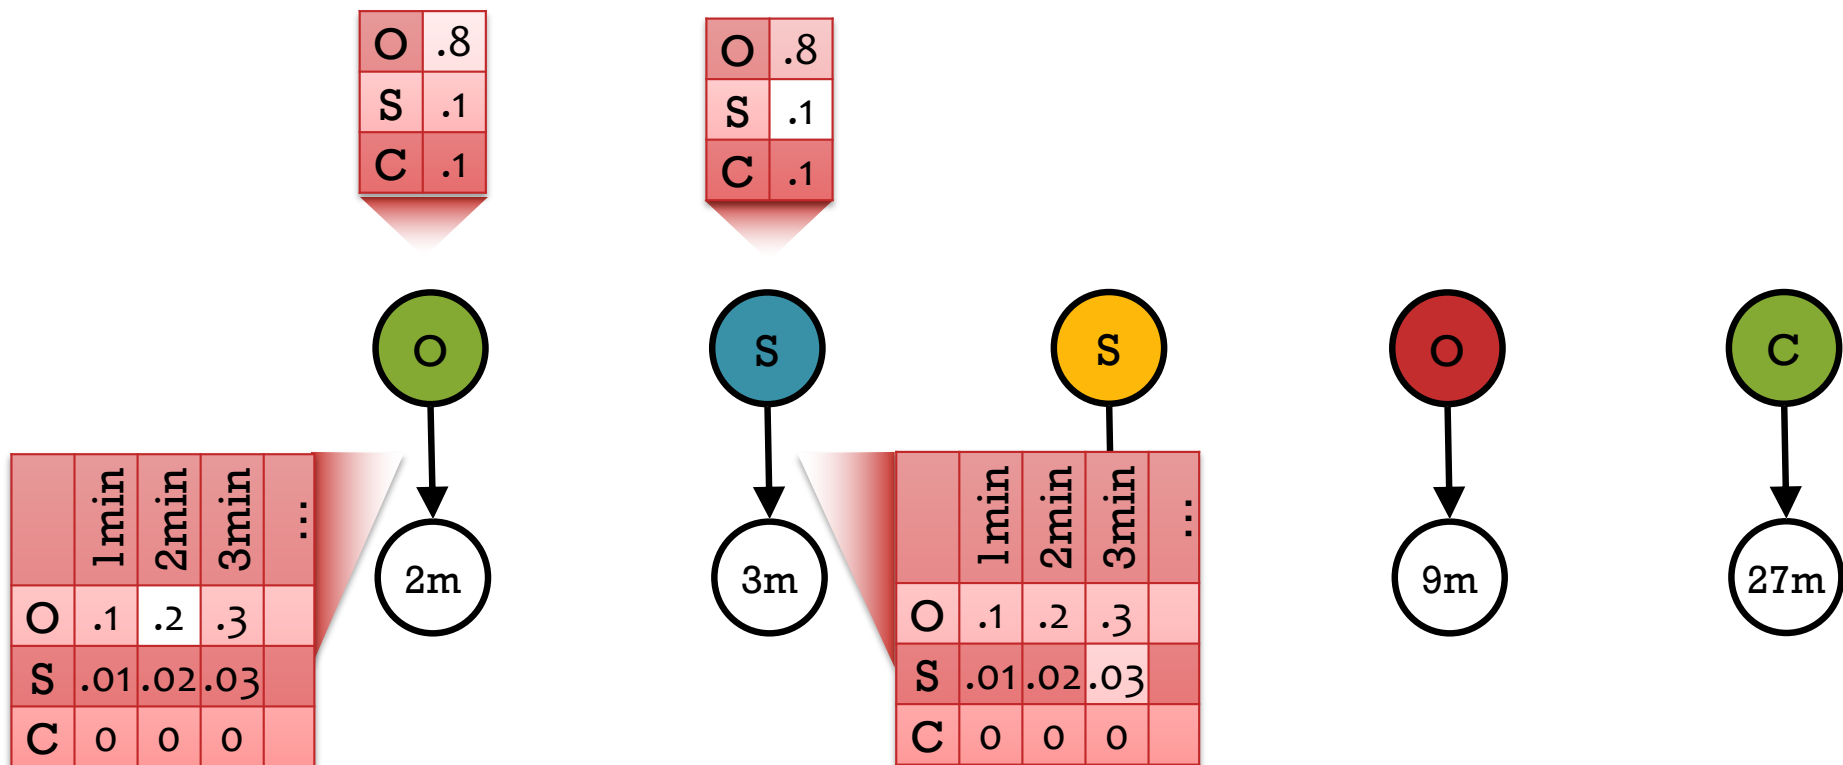 O .8
S .1
C .1
O .8
S .1
C .1
O
S
S
O
C
1min 2min 3min ...
O .1 .2 .3
S .01 .02 .03
C 0 0 0
2m
3m
1min 2min 3min ...
O .1 .2 .3
S .01 .02 .03
C 0 0 0
9m
27m